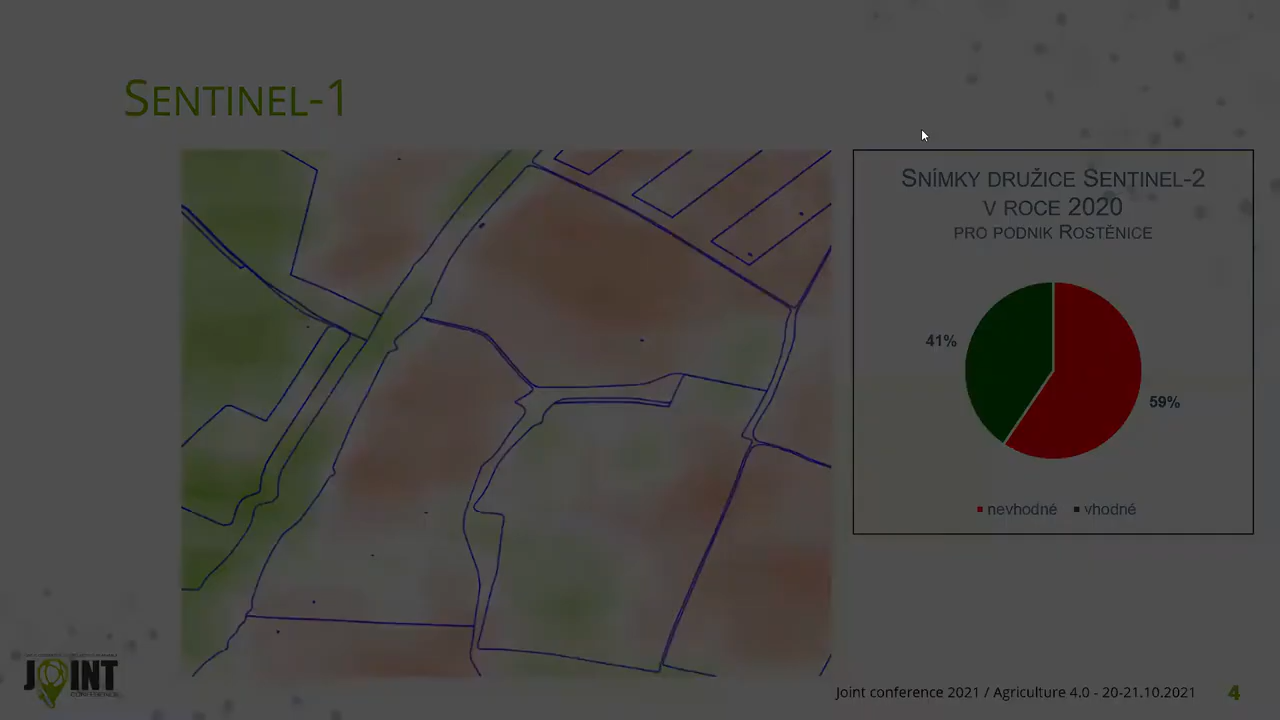 SENTINEL-1
SNÍMKY DRUŽICE SENTINEL-2
V ROCE 2020
PRO PODNIK ROSTĚNICE
41%
59%
nevhodné vhodné
JOINT
CONFERENCE
Joint conference 2021 / Agriculture 4.0 - 20-21.10.2021 4